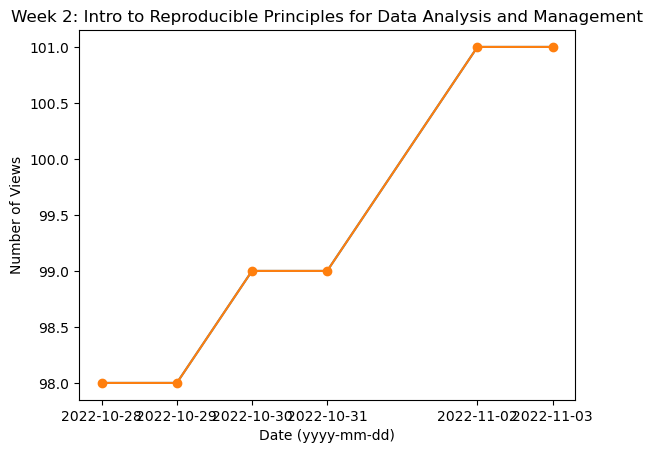 Week 2: Intro to Reproducible Principles for Data Analysis and Management
101.0
100.5
100.0
99.5
99.0
98.5
98.0
Number of Views
2022-10-28 2022-10-29 2022-10-30 2022-10-31 2022-11-02 2022-11-03
Date (yyyy-mm-dd)